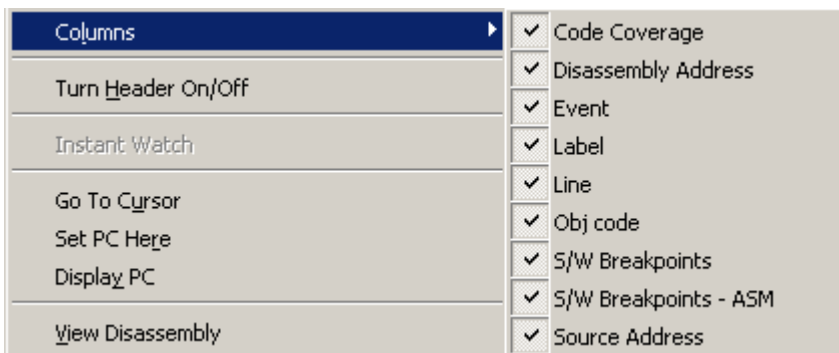 Columns
Turn Header On/Off
Instant Watch
Go To Cursor
Set PC Here
Display PC
View Disassembly
Code Coverage
Disassembly Address
Event
Label
Line
Obj code
S/W Breakpoints
S/W Breakpoints - ASM
Source Address